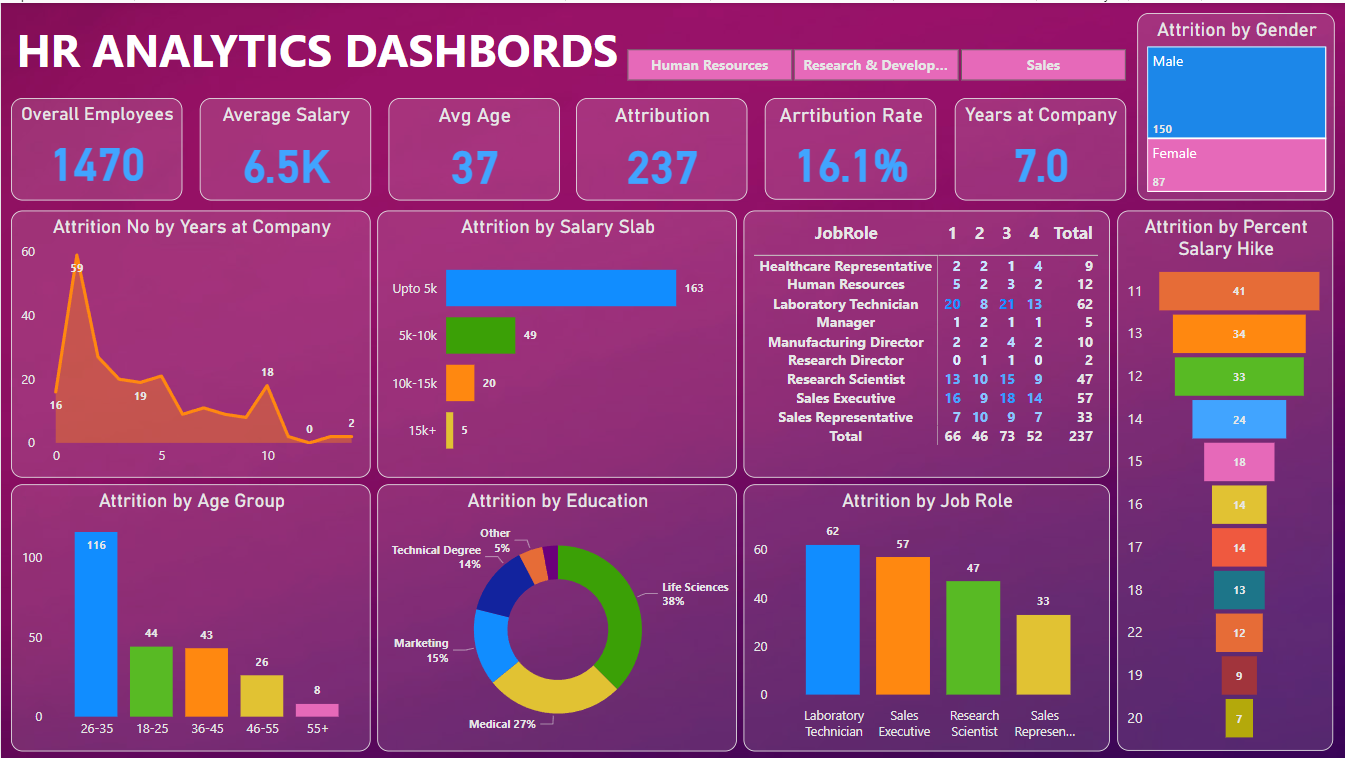 HR ANALYTICS DASHBORDS
Human Resources
Research & Develop...
Sales
Attrition by Gender
Male
150
Female
87
Overall Employees
1470
Average Salary
6.5K
Avg Age
37
Attribution
237
Arrtibution Rate
16.1%
Years at Company
7.0
Attrition No by Years at Company
60
40
20
0
59
16
19
18
0
2
0
5
10
Attrition by Salary Slab
Upto 5k 163
5k-10k 49
10k-15k 20
15k+ 5
JobRole 1 2 3 4 Total
Healthcare Representative 2 2 1 4 9
Human Resources 5 2 3 2 12
Laboratory Technician 20 8 21 13 62
Manager 1 2 1 1 5
Manufacturing Director 2 2 4 2 10
Research Director 0 1 1 0 2
Research Scientist 13 10 15 9 47
Sales Executive 16 9 18 14 57
Sales Representative 7 10 9 7 33
Total 66 46 73 52 237
Attrition by Percent
Salary Hike
11 41
13 34
12 33
14 24
15 18
16 14
17 14
18 13
22 12
19 9
20 7
Attrition by Age Group
100
50
0
116
44
43
26
8
26-35
18-25
36-45
46-55
55+
Attrition by Education
Other
5%
Technical Degree
14%
Life Sciences
38%
Marketing
15%
Medical 27%
Attrition by Job Role
60
40
20
0
62
57
47
33
Laboratory
Technician
Sales
Executive
Research
Scientist
Sales
Represen...